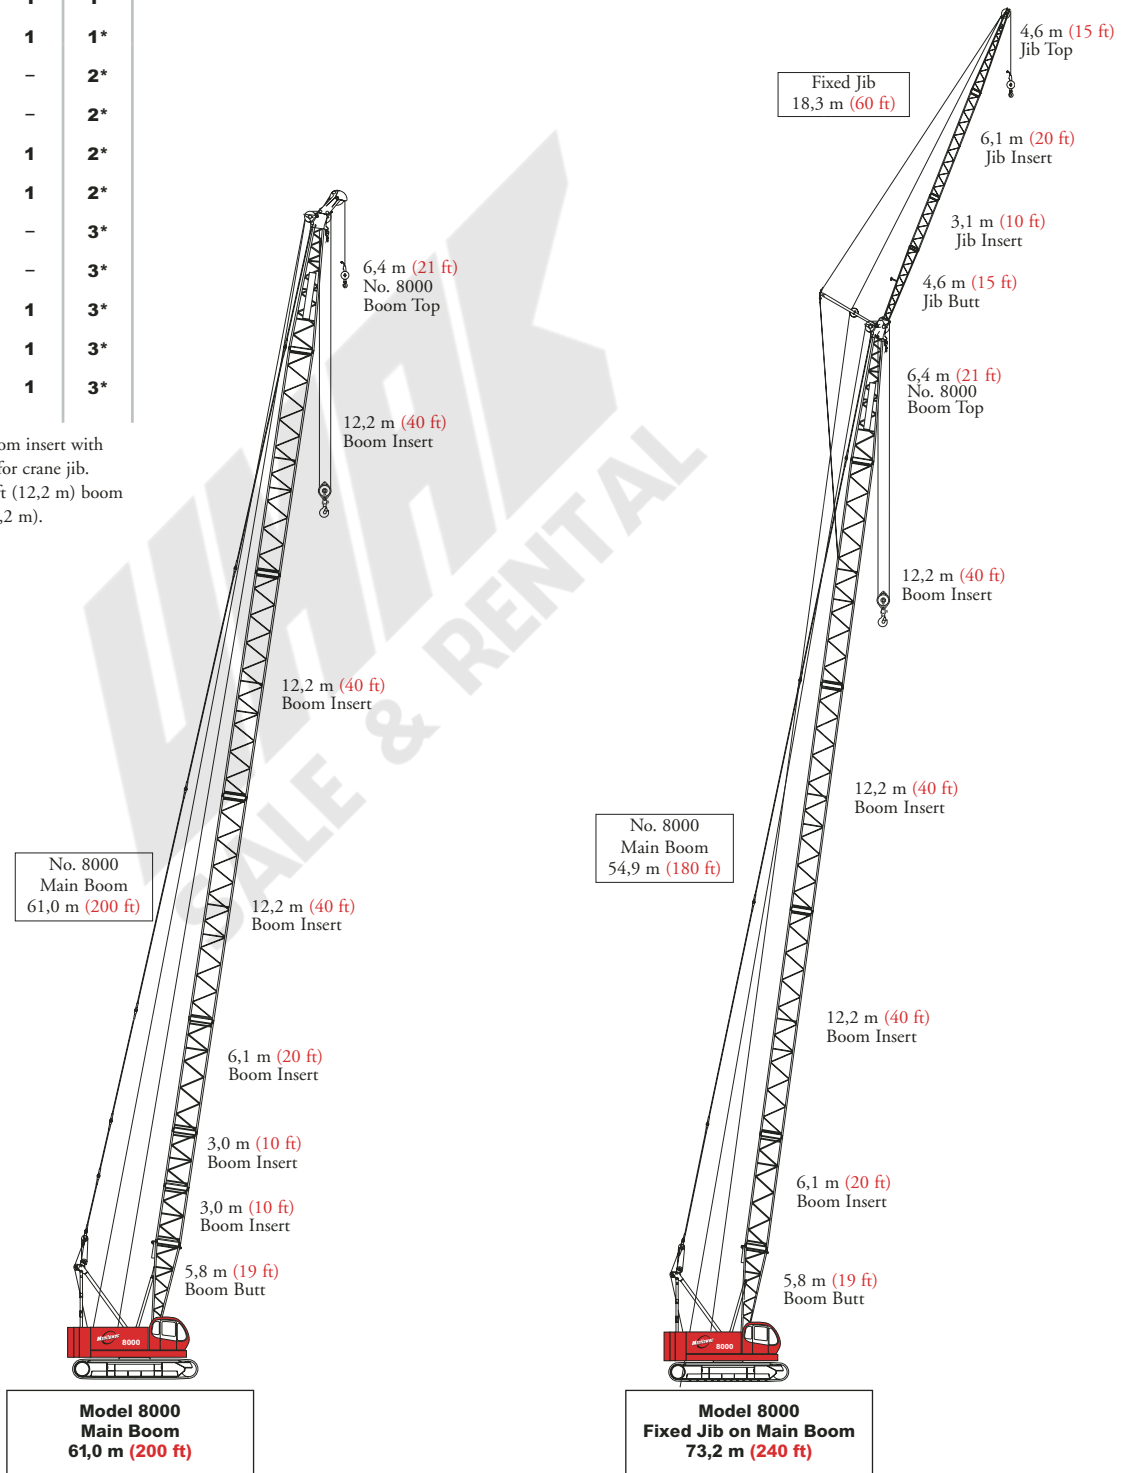 1 1*
– 2*
– 2*
1 2*
1 2*
– 3*
– 3*
1 3*
1 3*
1 3*
om insert with
for crane jib.
ft (12,2 m) boom
,2 m).
6,4 m (21 ft)
No. 8000
Boom Top
12,2 m (40 ft)
Boom Insert
12,2 m (40 ft)
Boom Insert
No. 8000
Main Boom
61,0 m (200 ft)
12,2 m (40 ft)
Boom Insert
6,1 m (20 ft)
Boom Insert
3,0 m (10 ft)
Boom Insert
3,0 m (10 ft)
Boom Insert
5,8 m (19 ft)
Boom Butt
Manitowoc
8000
Model 8000
Main Boom
61,0 m (200 ft)
4,6 m (15 ft)
Jib Top
Fixed Jib
18,3 m (60 ft)
6,1 m (20 ft)
Jib Insert
3,1 m (10 ft)
Jib Insert
4,6 m (15 ft)
Jib Butt
6,4 m (21 ft)
No. 8000
Boom Top
12,2 m (40 ft)
Boom Insert
12,2 m (40 ft)
Boom Insert
No. 8000
Main Boom
54,9 m (180 ft)
12,2 m (40 ft)
Boom Insert
6,1 m (20 ft)
Boom Insert
5,8 m (19 ft)
Boom Butt
Manitowoc
8000
Model 8000
Fixed Jib on Main Boom
73,2 m (240 ft)
SALE & RENTAL